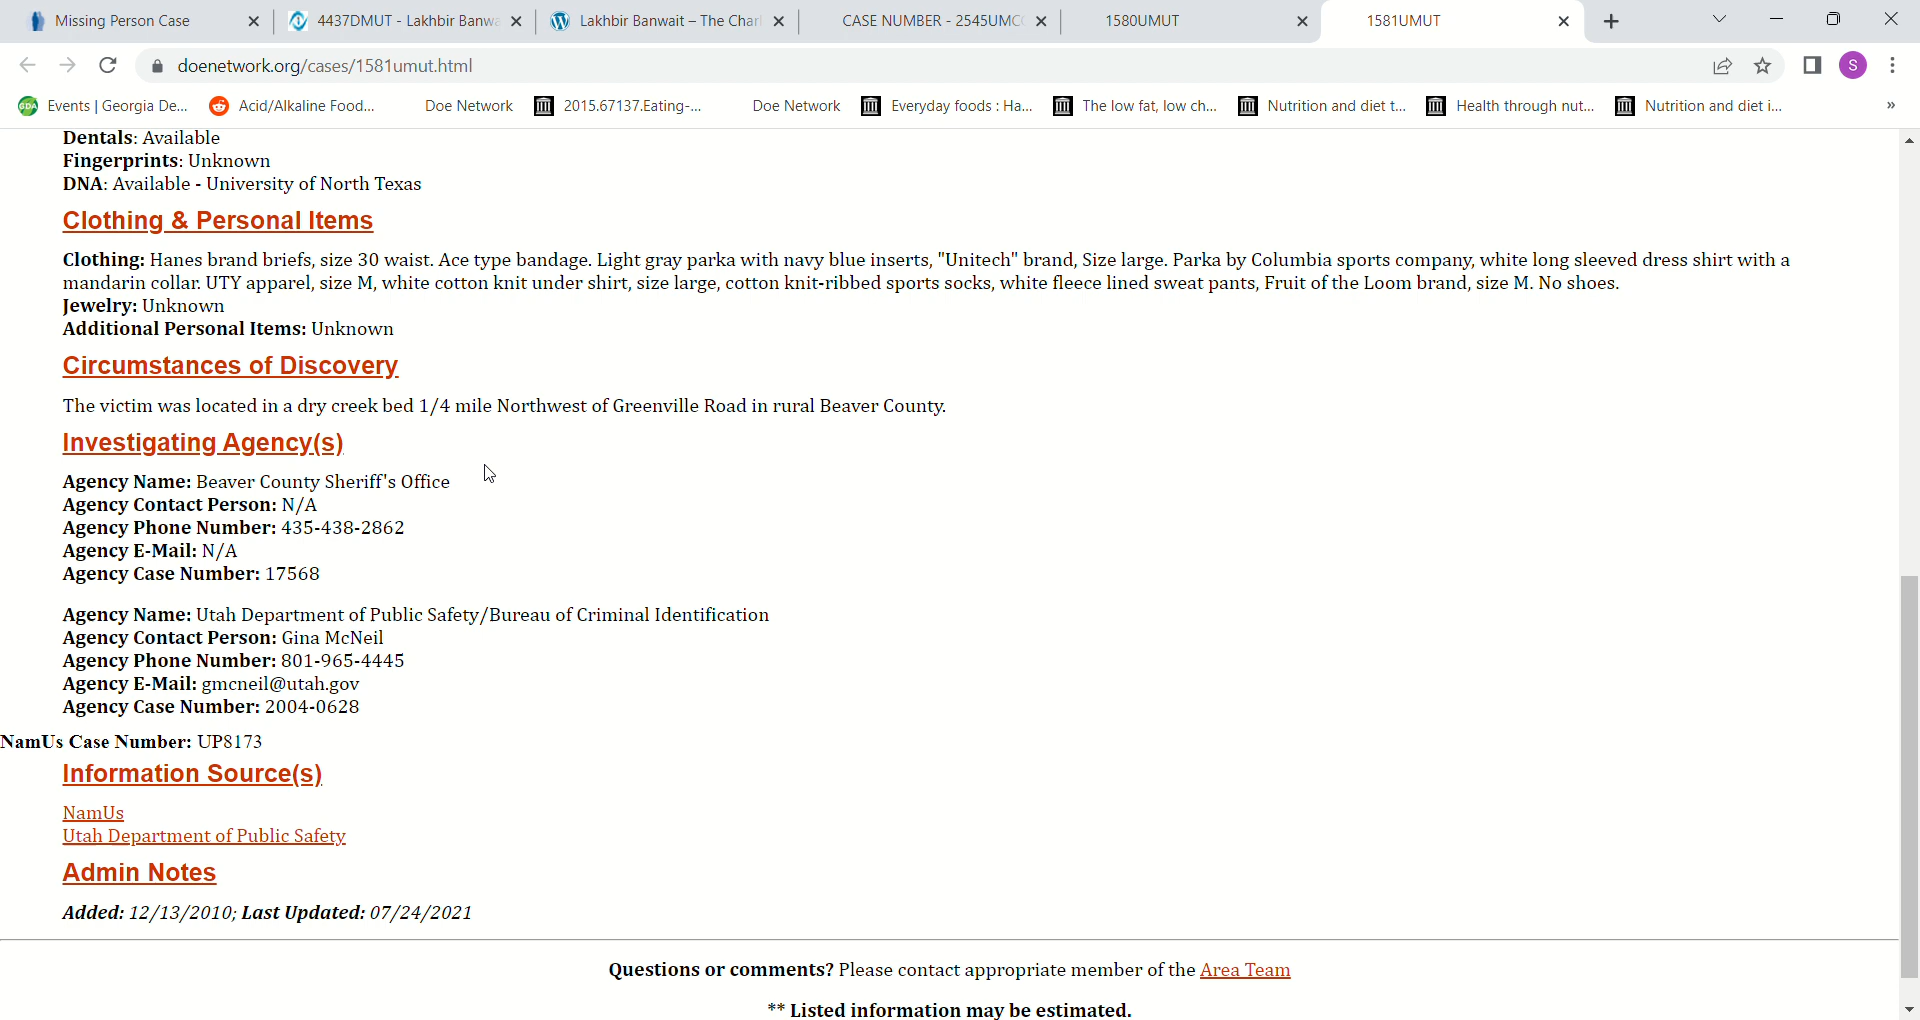 Missing Person Case
4437DMUT - Lakhbir Banwa
Lakhbir Banwait – The Charl
CASE NUMBER - 2545UMCO
1580UMUT
1581UMUT
doenetwork.org/cases/1581umut.html
S
GDA
Events | Georgia De...
Acid/Alkaline Food...
Doe Network
2015.67137.Eating-...
Doe Network
Everyday foods : Ha...
The low fat, low ch...
Nutrition and diet t...
Health through nut...
Nutrition and diet i...
»
Dentals: Available
Fingerprints: Unknown
DNA: Available - University of North Texas
Clothing & Personal Items
Clothing: Hanes brand briefs, size 30 waist. Ace type bandage. Light gray parka with navy blue inserts, "Unitech" brand, Size large. Parka by Columbia sports company, white long sleeved dress shirt with a
mandarin collar. UTY apparel, size M, white cotton knit under shirt, size large, cotton knit-ribbed sports socks, white fleece lined sweat pants, Fruit of the Loom brand, size M. No shoes.
Jewelry: Unknown
Additional Personal Items: Unknown
Circumstances of Discovery
The victim was located in a dry creek bed 1/4 mile Northwest of Greenville Road in rural Beaver County.
Investigating Agency(s)
Agency Name: Beaver County Sheriff's Office
Agency Contact Person: N/A
Agency Phone Number: 435-438-2862
Agency E-Mail: N/A
Agency Case Number: 17568
Agency Name: Utah Department of Public Safety/Bureau of Criminal Identification
Agency Contact Person: Gina McNeil
Agency Phone Number: 801-965-4445
Agency E-Mail: gmcneil@utah.gov
Agency Case Number: 2004-0628
NamUs Case Number: UP8173
Information Source(s)
NamUs
Utah Department of Public Safety
Admin Notes
Added: 12/13/2010; Last Updated: 07/24/2021
Questions or comments? Please contact appropriate member of the Area Team
** Listed information may be estimated.